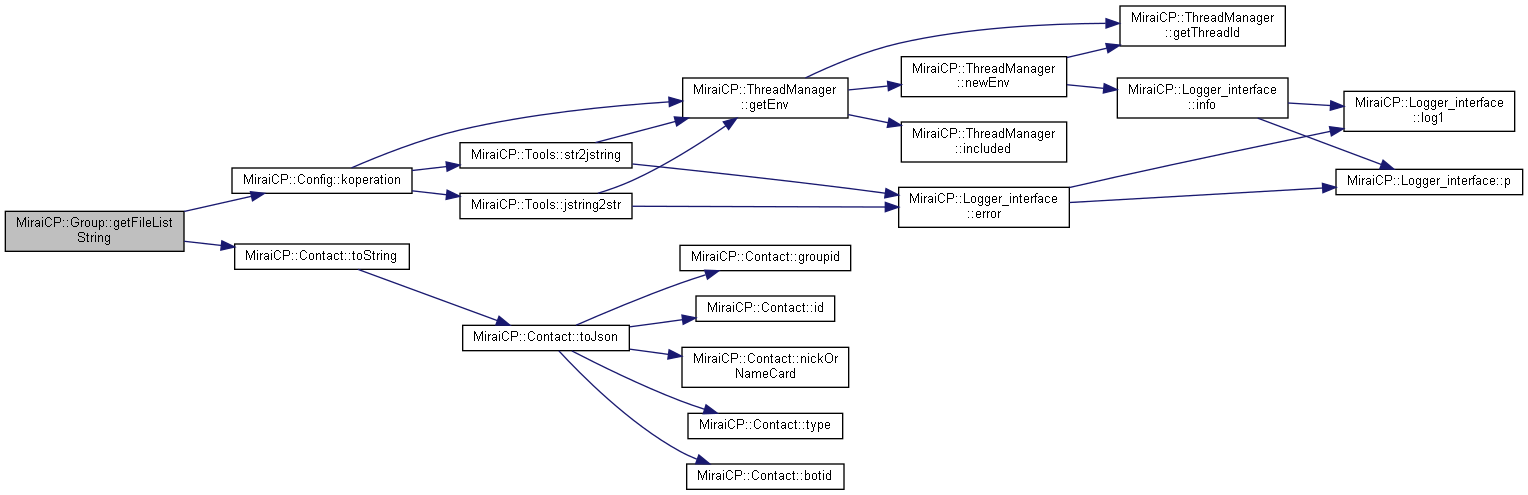 MiraiCP::Group::getFileList
String
MiraiCP::Config::koperation
MiraiCP::Contact::toString
MiraiCP::Tools::str2jstring
MiraiCP::Tools::jstring2str
MiraiCP::Contact::toJson
MiraiCP::ThreadManager
::getEnv
MiraiCP::Contact::groupid
MiraiCP::Contact::id
MiraiCP::Contact::nickOr
NameCard
MiraiCP::Contact::type
MiraiCP::Contact::botid
MiraiCP::ThreadManager
::newEnv
MiraiCP::ThreadManager
::included
MiraiCP::Logger_interface
::error
MiraiCP::ThreadManager
::getThreadId
MiraiCP::Logger_interface
::info
MiraiCP::Logger_interface
::log1
MiraiCP::Logger_interface::p